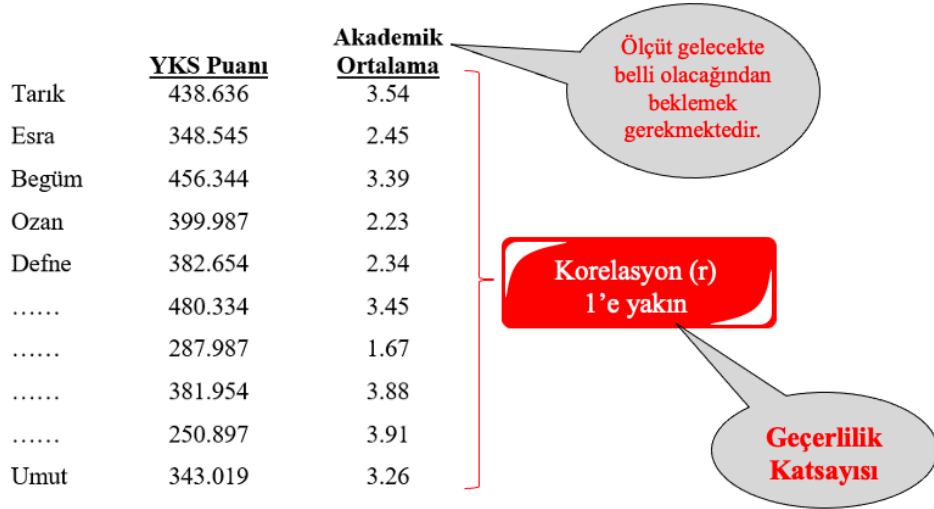 Akademik
YKS Puanı Ortalama
Tarık 438.636 3.54
Esra 348.545 2.45
Begüm 456.344 3.39
Ozan 399.987 2.23
Defne 382.654 2.34
…… 480.334 3.45
…… 287.987 1.67
…… 381.954 3.88
…… 250.897 3.91
Umut 343.019 3.26
Ölçüt gelecekte
belli olacağından
beklemek
gerekmektedir.
Korelasyon (r)
1’e yakın
Geçerlilik
Katsayısı